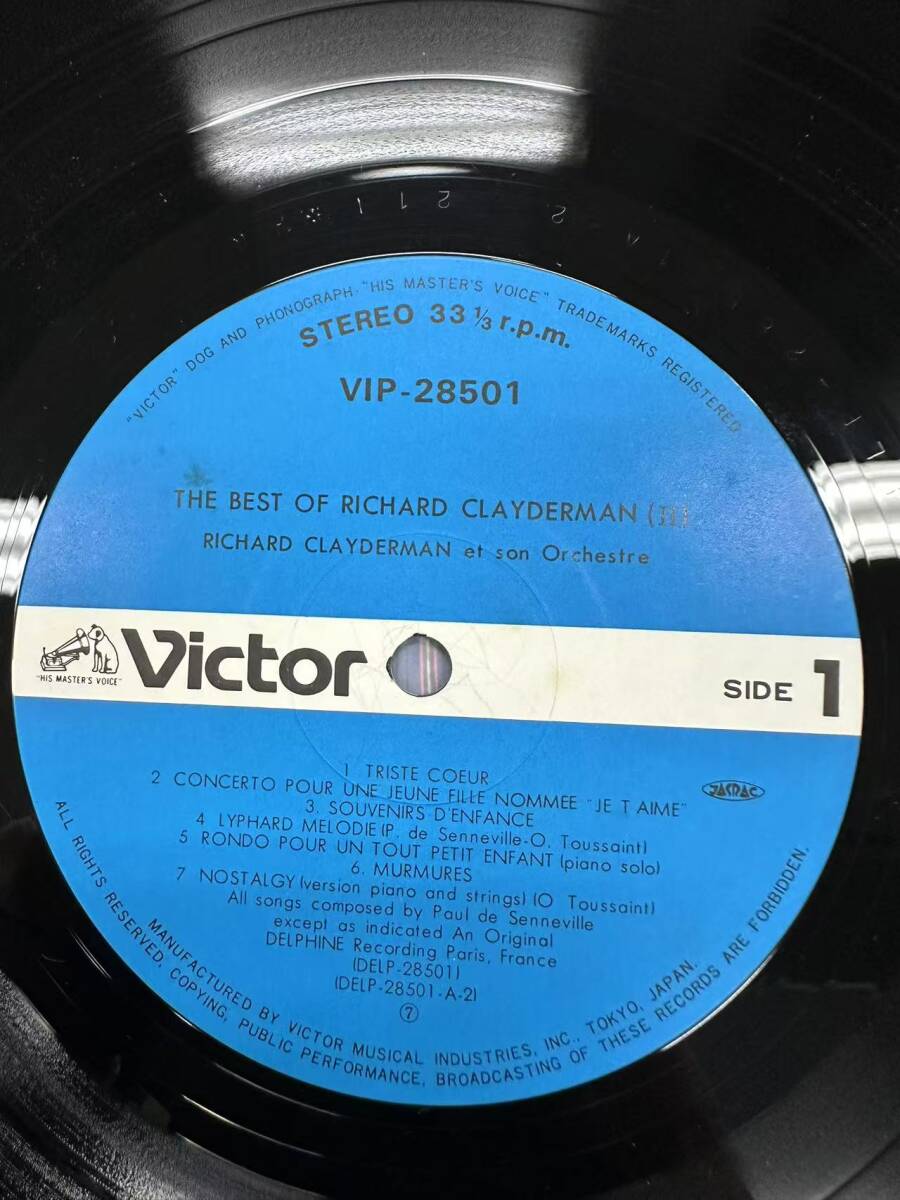 "VICTOR" DOG AND PHONOGRAPH·"HIS MASTER'S VOICE" TRADEMARKS REGISTERED
STEREO 33 1/3 r.p.m.
VIP-28501
THE BEST OF RICHARD CLAYDERMAN
RICHARD CLAYDERMAN et son Orchestre
"HIS MASTER'S VOICE"
Victor
SIDE 1
1 TRISTE COEUR
2 CONCERTO POUR UNE JEUNE FILLE NOMMEE "JE T AIME"
3. SOUVENIRS D'ENFANCE
4 LYPHARD MELODIE(P. de Senneville-O. Toussaint)
5 RONDO POUR UN TOUT PETIT ENFANT (piano solo)
6. MURMURES
7 NOSTALGY(version piano and strings) (O Toussaint)
All songs composed by Paul de Senneville
except as indicated An Original
DELPHINE Recording Paris, France
(DELP-28501)
(DELP-28501-A-2)
⑦
JASRAC
ALL RIGHTS RESERVED, COPYING, PUBLIC PERFORMANCE, BROADCASTING OF THESE RECORDS ARE FORBIDDEN.
MANUFACTURED BY VICTOR MUSICAL INDUSTRIES, INC., TOKYO, JAPAN.
2 1 1